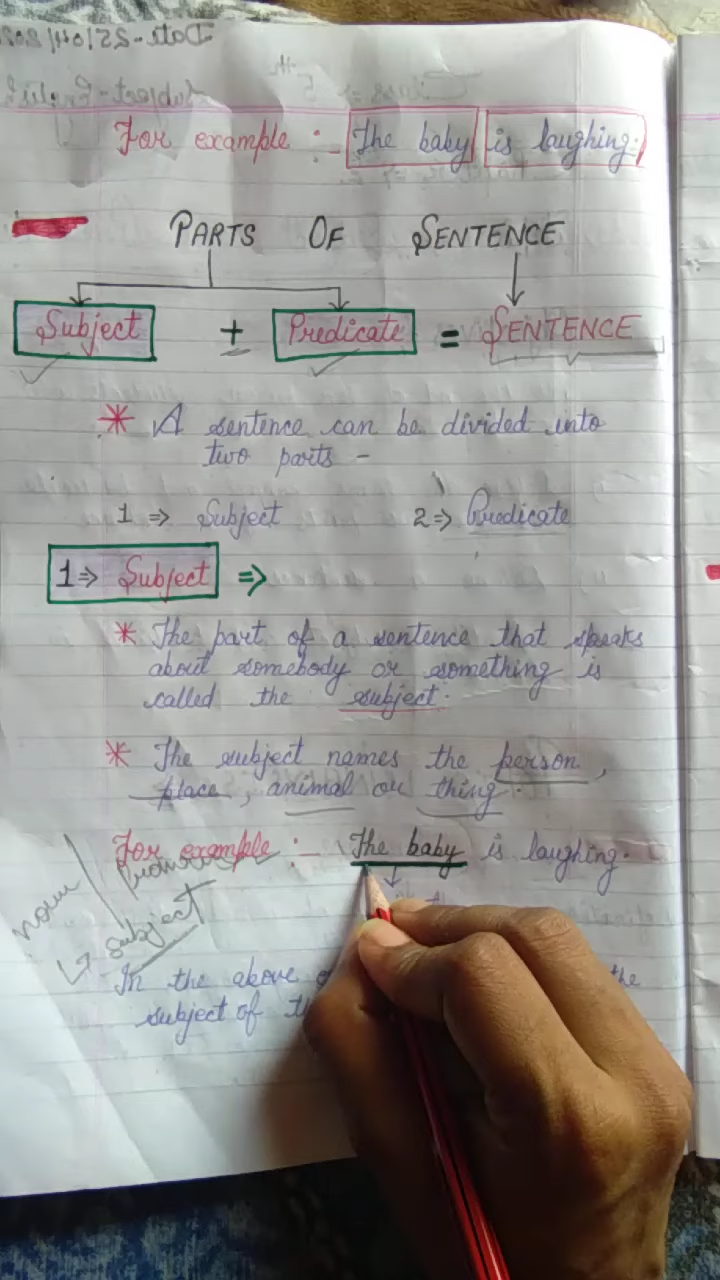 For example :- The baby is laughing.
PARTS OF SENTENCE
Subject + Predicate = SENTENCE
* A sentence can be divided into
two parts -
1 ⇒ Subject 2 ⇒ Predicate
1 ⇒ Subject ⇒
* The part of a sentence that speaks
about somebody or something is
called the subject.
* The subject names the person,
place, animal or thing.
For example :- The baby is laughing.
noun /
↳ subject
In the above the
subject of